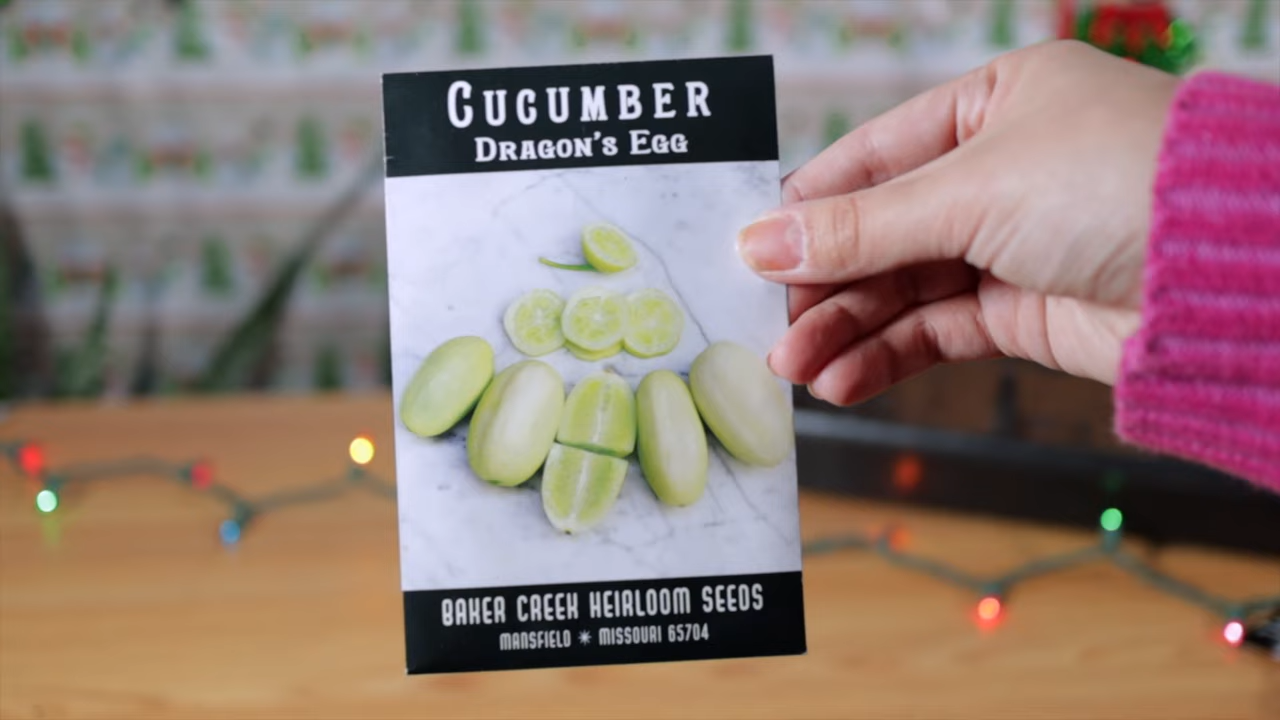 CUCUMBER
DRAGON'S EGG
BAKER CREEK HEIRLOOM SEEDS
MANSFIELD ✷ MISSOURI 65704